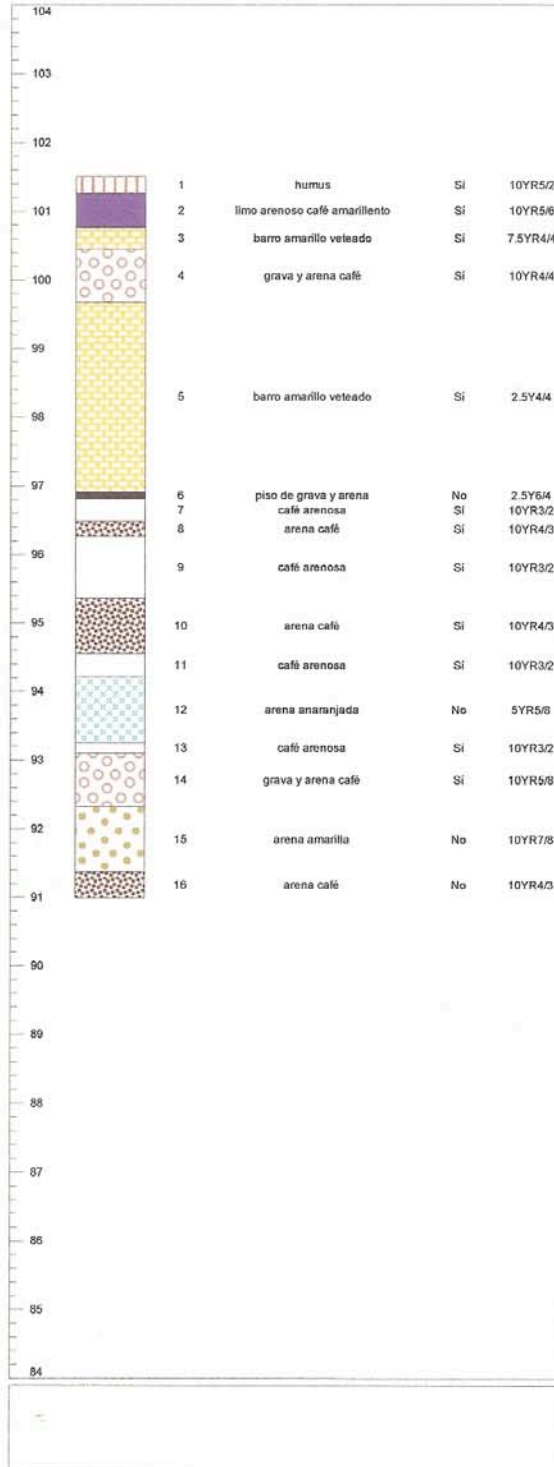 104
103
102
1 humus Sí 10YR5/2
101
2 limo arenoso café amarillento Sí 10YR5/6
3 barro amarillo veteado Sí 7.5YR4/4
100
4 grava y arena café Sí 10YR4/4
99
98
5 barro amarillo veteado Sí 2.5Y4/4
97
6 piso de grava y arena No 2.5Y6/4
7 café arenosa Sí 10YR3/2
8 arena café Sí 10YR4/3
96
9 café arenosa Sí 10YR3/2
95
10 arena café Sí 10YR4/3
11 café arenosa Sí 10YR3/2
94
12 arena anaranjada No 5YR5/8
13 café arenosa Sí 10YR3/2
93
14 grava y arena café Sí 10YR5/8
92
15 arena amarilla No 10YR7/8
16 arena café No 10YR4/3
91
90
89
88
87
86
85
84